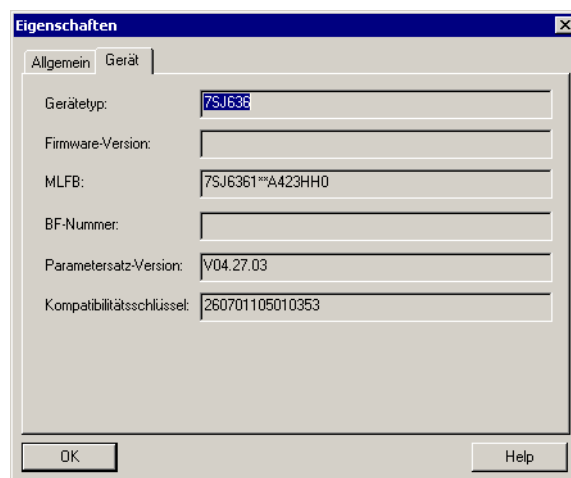 Eigenschaften
Allgemein Gerät
Gerätetyp: 7SJ636
Firmware-Version:
MLFB: 7SJ6361**A423HH0
BF-Nummer:
Parametersatz-Version: V04.27.03
Kompatibilitätsschlüssel: 260701105010353
OK Help